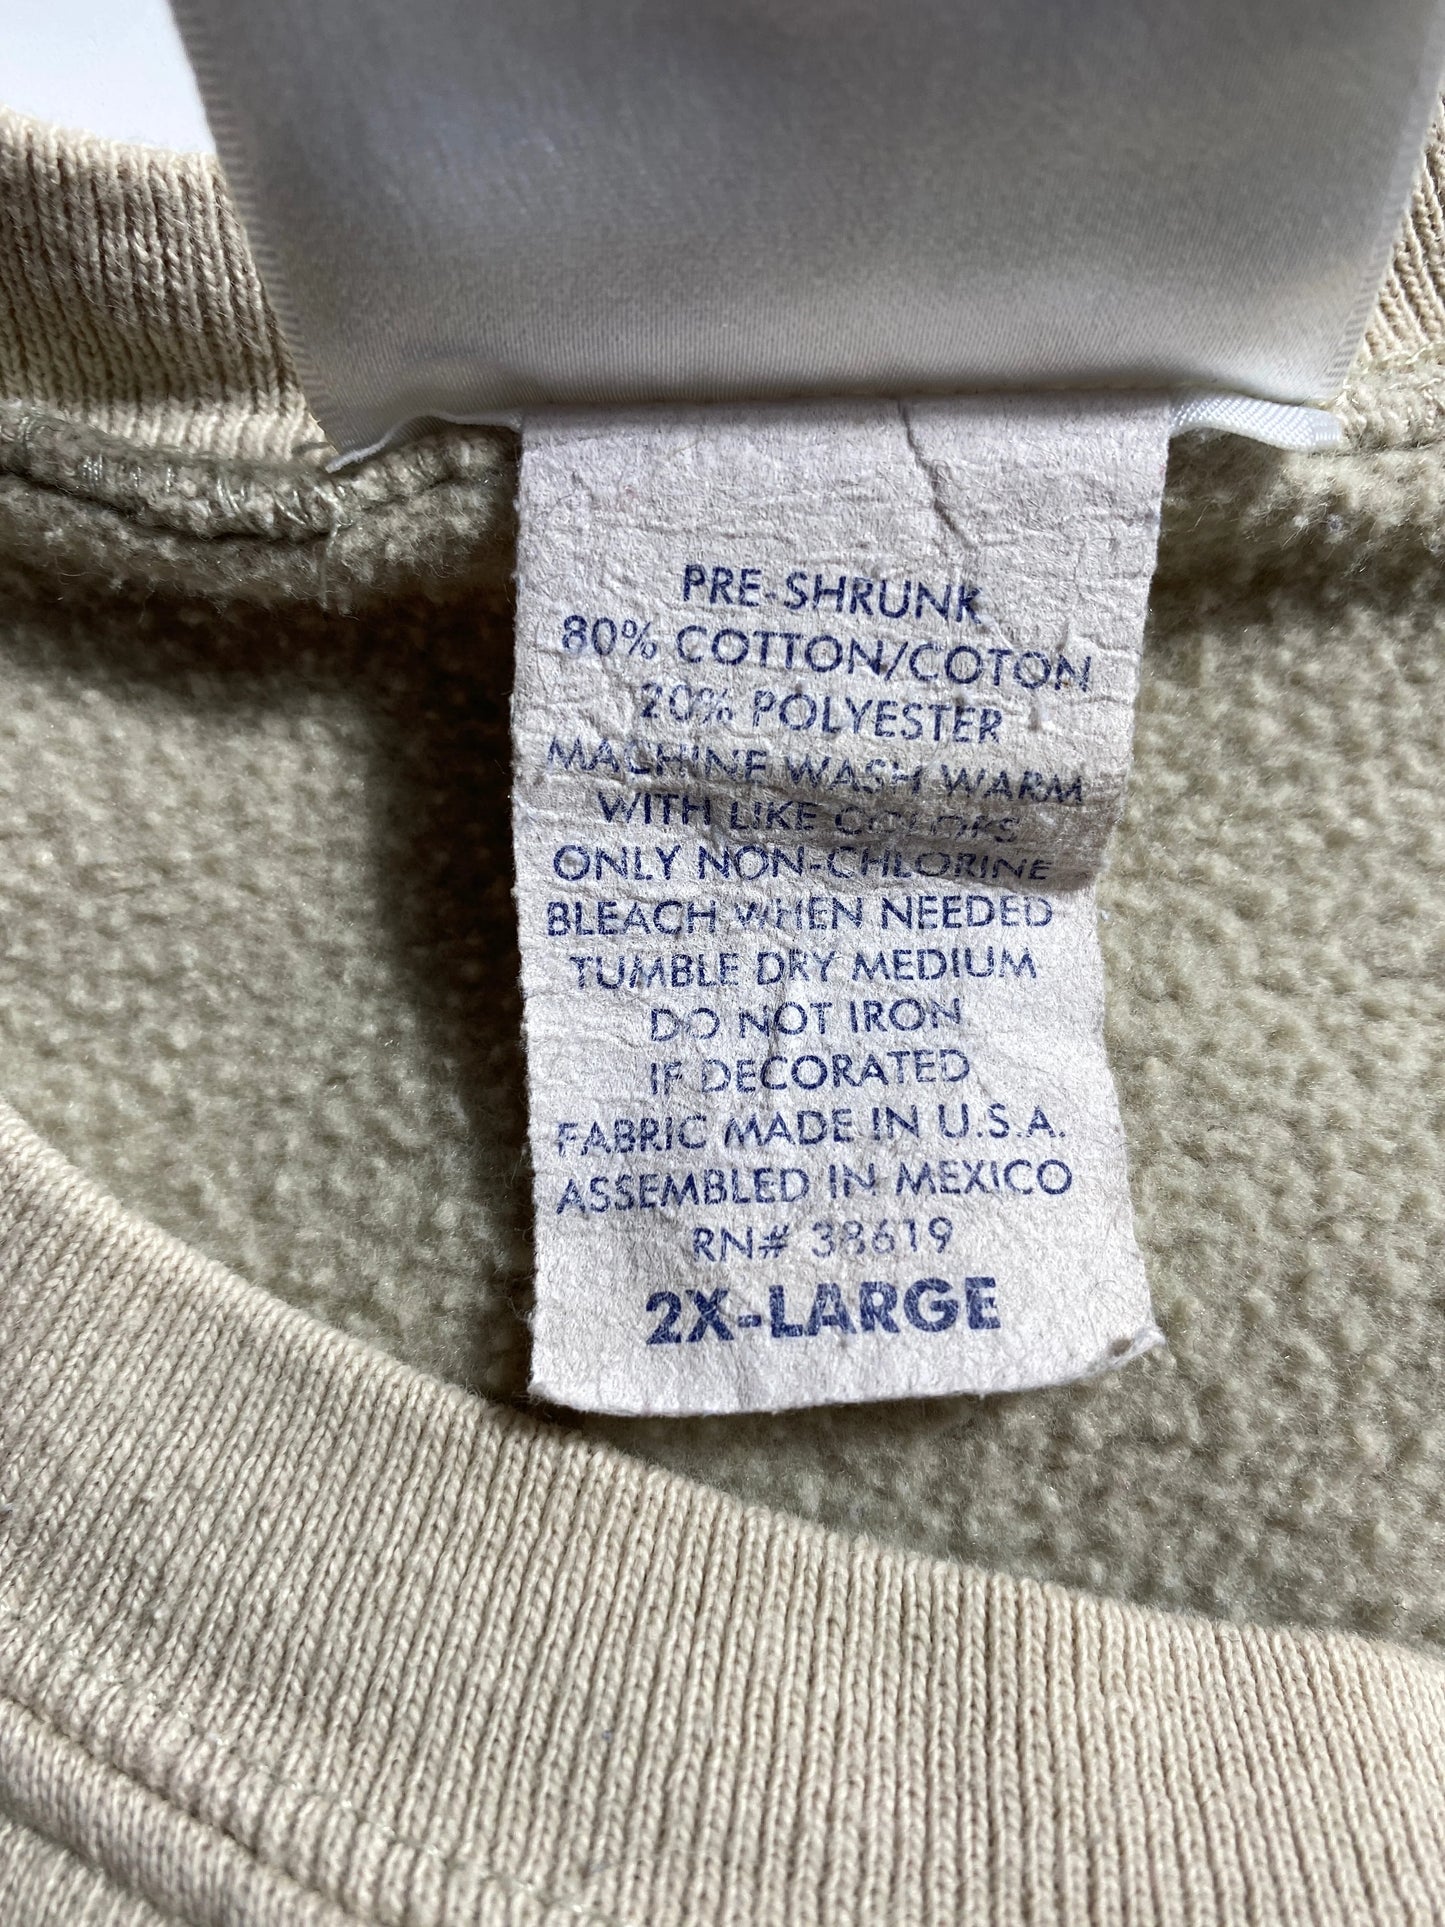 PRE-SHRUNK
80% COTTON/COTON
20% POLYESTER
MACHINE WASH WARM
WITH LIKE COLORS
ONLY NON-CHLORINE
BLEACH WHEN NEEDED
TUMBLE DRY MEDIUM
DO NOT IRON
IF DECORATED
FABRIC MADE IN U.S.A.
ASSEMBLED IN MEXICO
RN# 38619
2X-LARGE